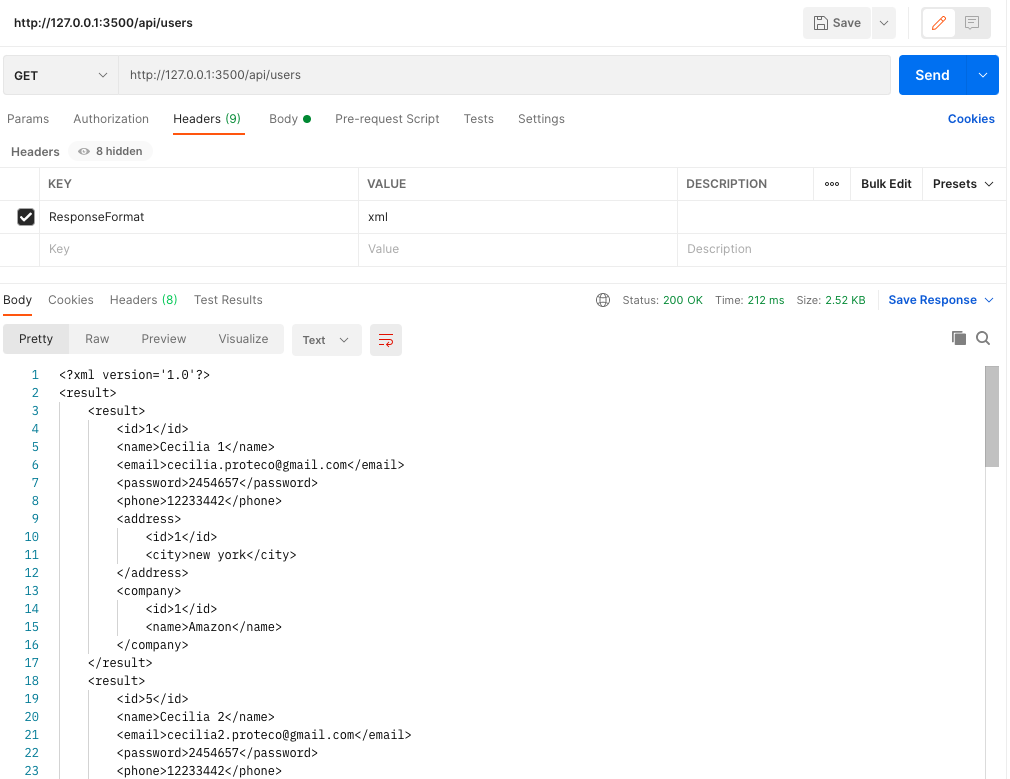 http://127.0.0.1:3500/api/users
Save
GET http://127.0.0.1:3500/api/users Send
Params Authorization Headers (9) Body Pre-request Script Tests Settings Cookies
Headers 8 hidden
KEY VALUE DESCRIPTION ooo Bulk Edit Presets
ResponseFormat xml
Key Value Description
Body Cookies Headers (8) Test Results Status: 200 OK Time: 212 ms Size: 2.52 KB Save Response
Pretty Raw Preview Visualize Text
1 <?xml version='1.0'?>
2 <result>
3 <result>
4 <id>1</id>
5 <name>Cecilia 1</name>
6 <email>cecilia.proteco@gmail.com</email>
7 <password>2454657</password>
8 <phone>12233442</phone>
9 <address>
10 <id>1</id>
11 <city>new york</city>
12 </address>
13 <company>
14 <id>1</id>
15 <name>Amazon</name>
16 </company>
17 </result>
18 <result>
19 <id>5</id>
20 <name>Cecilia 2</name>
21 <email>cecilia2.proteco@gmail.com</email>
22 <password>2454657</password>
23 <phone>12233442</phone>